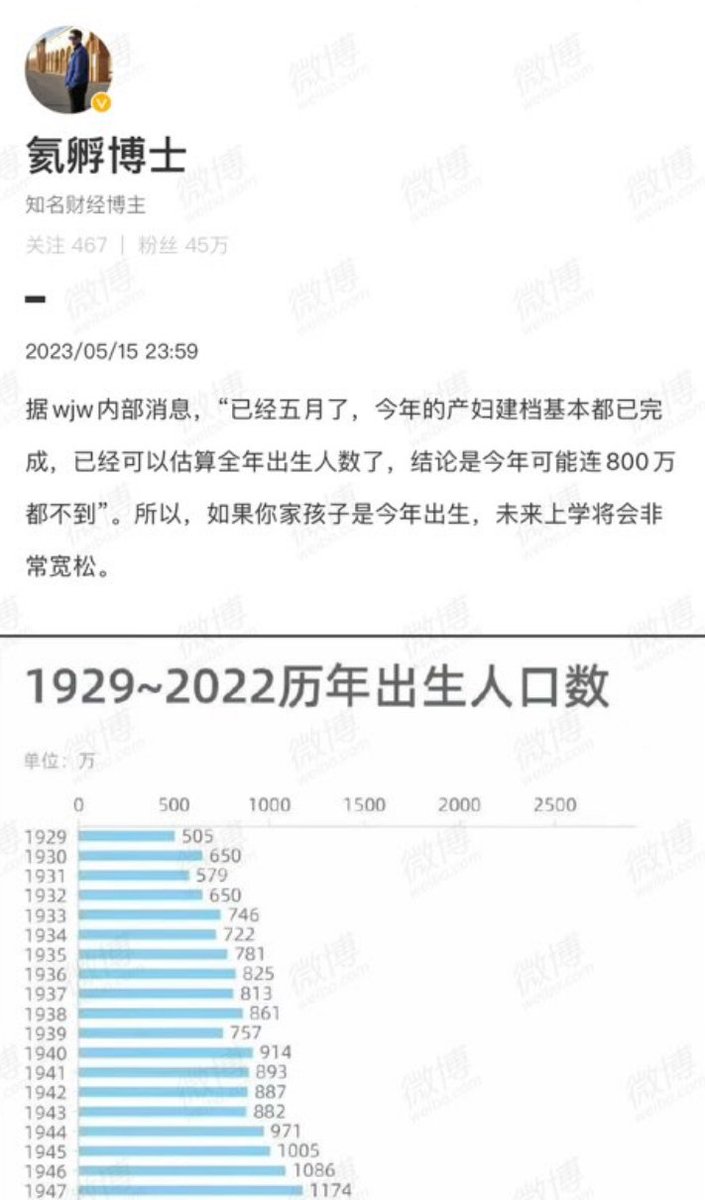 氦孵博士
知名财经博主
关注 467 | 粉丝 45万
2023/05/15 23:59
据wjw内部消息，“已经五月了，今年的产妇建档基本都已完
成，已经可以估算全年出生人数了，结论是今年可能连800万
都不到”。所以，如果你家孩子是今年出生，未来上学将会非
常宽松。
1929~2022历年出生人口数
单位：万
0 500 1000 1500 2000 2500
1929 505
1930 650
1931 579
1932 650
1933 746
1934 722
1935 781
1936 825
1937 813
1938 861
1939 757
1940 914
1941 893
1942 887
1943 882
1944 971
1945 1005
1946 1086
1947 1174
微博
weibo.com